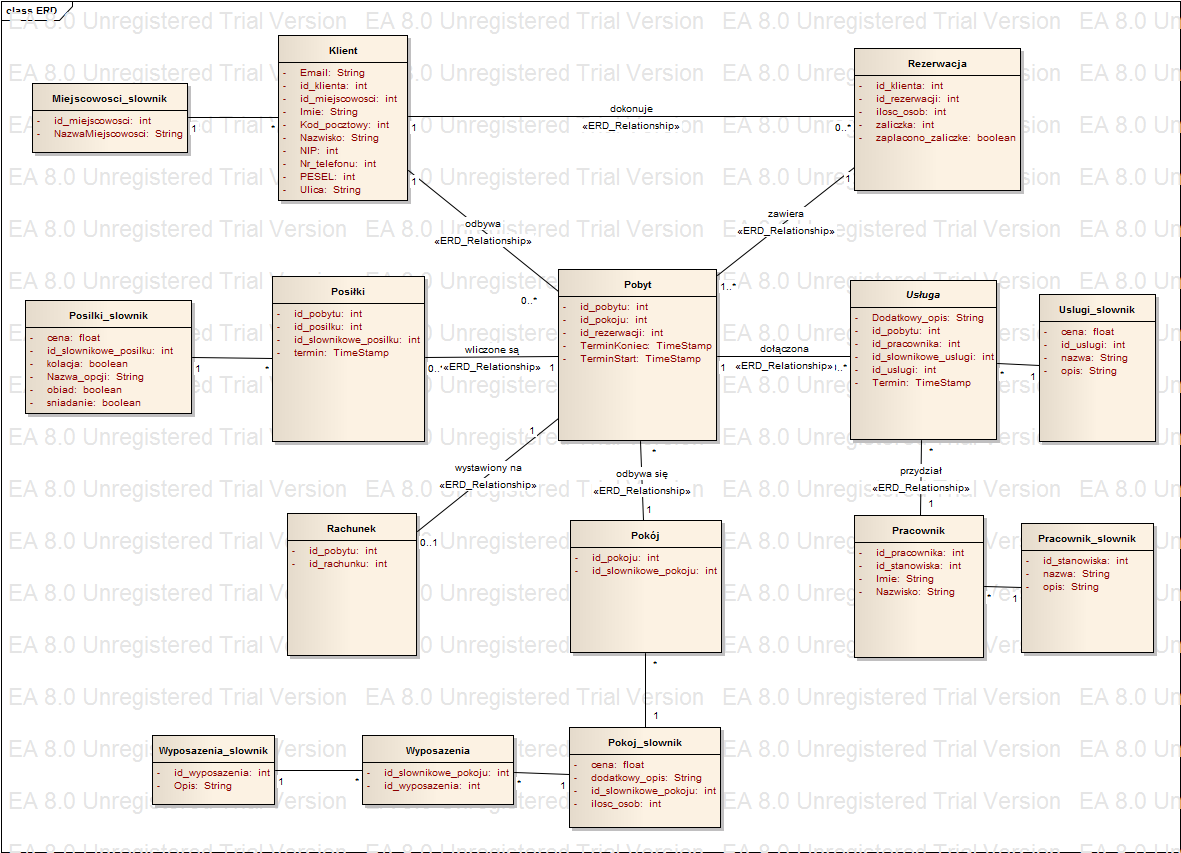 class ERD
EA 8.0 Unregistered Trial Version
Klient
- Email: String
- id_klienta: int
- id_miejscowosci: int
- Imie: String
- Kod_pocztowy: int
- Nazwisko: String
- NIP: int
- Nr_telefonu: int
- PESEL: int
- Ulica: String
Miejscowosci_slownik
- id_miejscowosci: int
- NazwaMiejscowosci: String
1
*
1
dokonuje
«ERD_Relationship»
0..*
Rezerwacja
- id_klienta: int
- id_rezerwacji: int
- ilosc_osob: int
- zaliczka: int
- zaplacono_zaliczke: boolean
1
odbywa
«ERD_Relationship»
0..*
1
zawiera
«ERD_Relationship»
1..*
Posilki_slownik
- cena: float
- id_slownikowe_posilku: int
- kolacja: boolean
- Nazwa_opcji: String
- obiad: boolean
- sniadanie: boolean
1
*
Posiłki
- id_pobytu: int
- id_posilku: int
- id_slownikowe_posilku: int
- termin: TimeStamp
wliczone są
0..*
«ERD_Relationship»
1
Pobyt
- id_pobytu: int
- id_pokoju: int
- id_rezerwacji: int
- TerminKoniec: TimeStamp
- TerminStart: TimeStamp
dołączona
1
«ERD_Relationship»
1..*
Usługa
- Dodatkowy_opis: String
- id_pobytu: int
- id_pracownika: int
- id_slownikowe_uslugi: int
- id_uslugi: int
- Termin: TimeStamp
*
1
Uslugi_slownik
- cena: float
- id_uslugi: int
- nazwa: String
- opis: String
1
wystawiony na
«ERD_Relationship»
0..1
Rachunek
- id_pobytu: int
- id_rachunku: int
*
odbywa się
«ERD_Relationship»
1
Pokój
- id_pokoju: int
- id_slownikowe_pokoju: int
*
przydział
«ERD_Relationship»
1
Pracownik
- id_pracownika: int
- id_stanowiska: int
- Imie: String
- Nazwisko: String
*
1
Pracownik_slownik
- id_stanowiska: int
- nazwa: String
- opis: String
*
1
Wyposazenia_slownik
- id_wyposazenia: int
- Opis: String
1
*
Wyposazenia
- id_slownikowe_pokoju: int
- id_wyposazenia: int
*
1
Pokoj_slownik
- cena: float
- dodatkowy_opis: String
- id_slownikowe_pokoju: int
- ilosc_osob: int